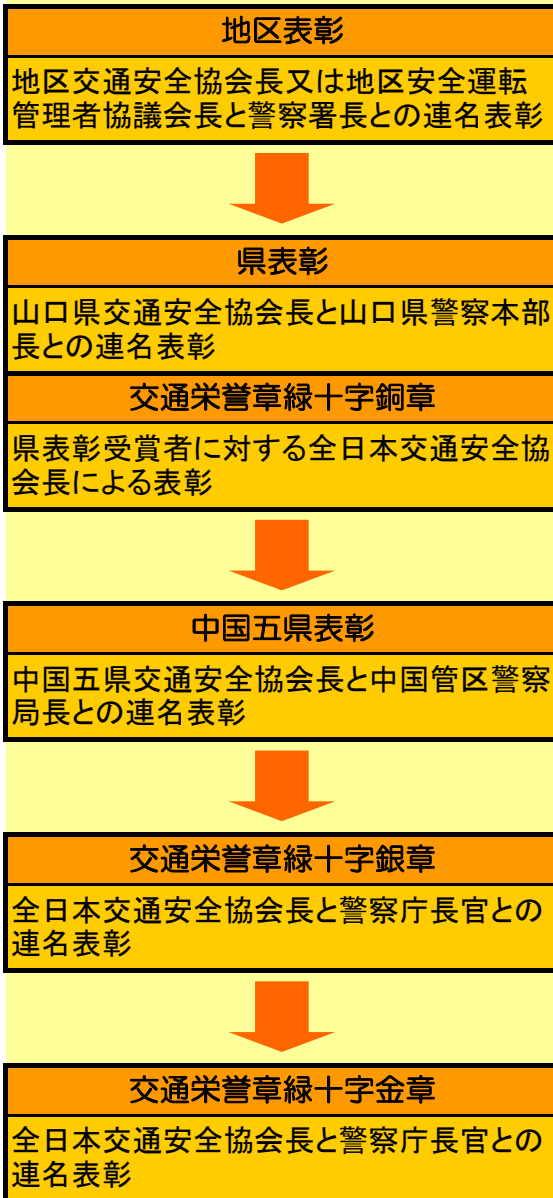 地区表彰
地区交通安全協会長又は地区安全運転
管理者協議会長と警察署長との連名表彰
県表彰
山口県交通安全協会長と山口県警察本部
長との連名表彰
交通栄誉章緑十字銅章
県表彰受賞者に対する全日本交通安全協
会長による表彰
中国五県表彰
中国五県交通安全協会長と中国管区警察
局長との連名表彰
交通栄誉章緑十字銀章
全日本交通安全協会長と警察庁長官との
連名表彰
交通栄誉章緑十字金章
全日本交通安全協会長と警察庁長官との
連名表彰